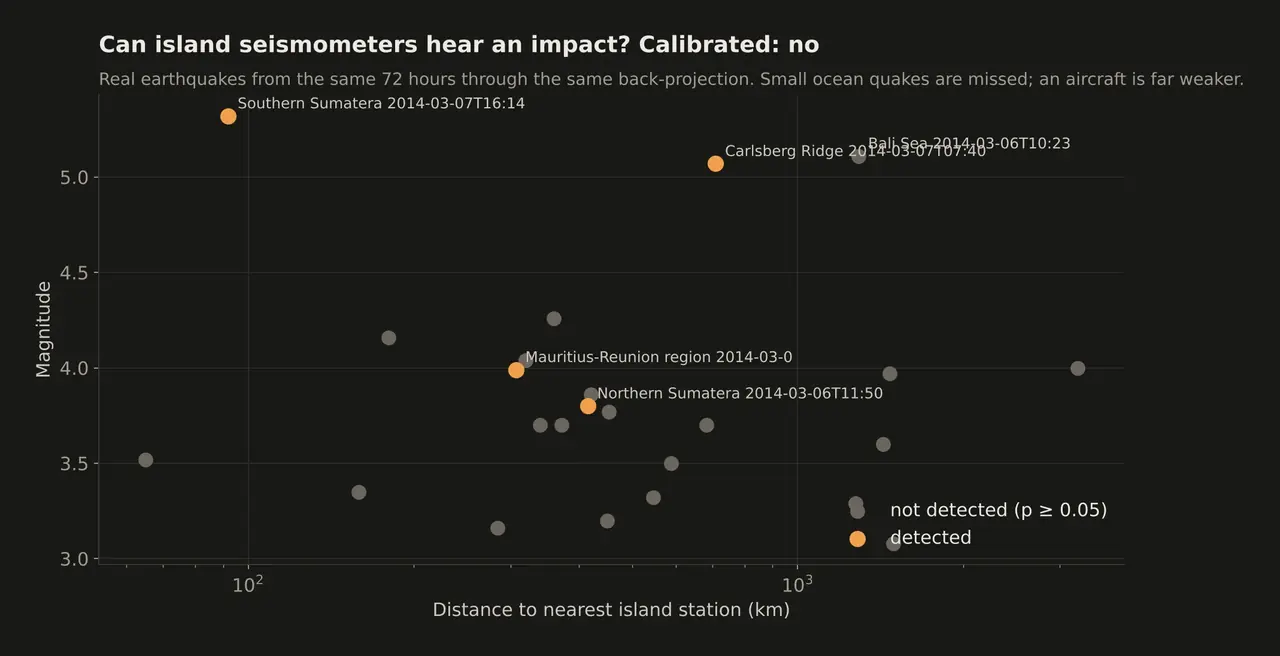 Can island seismometers hear an impact? Calibrated: no
Real earthquakes from the same 72 hours through the same back-projection. Small ocean quakes are missed; an aircraft is far weaker.
Southern Sumatera 2014-03-07T16:14
Bali Sea 2014-03-06T10:23
Carlsberg Ridge 2014-03-07T07:40
5.0
4.5
Mauritius-Reunion region 2014-03-0
4.0
Northern Sumatera 2014-03-06T11:50
3.5
3.0
Magnitude
not detected (p ≥ 0.05)
detected
10²
10³
Distance to nearest island station (km)